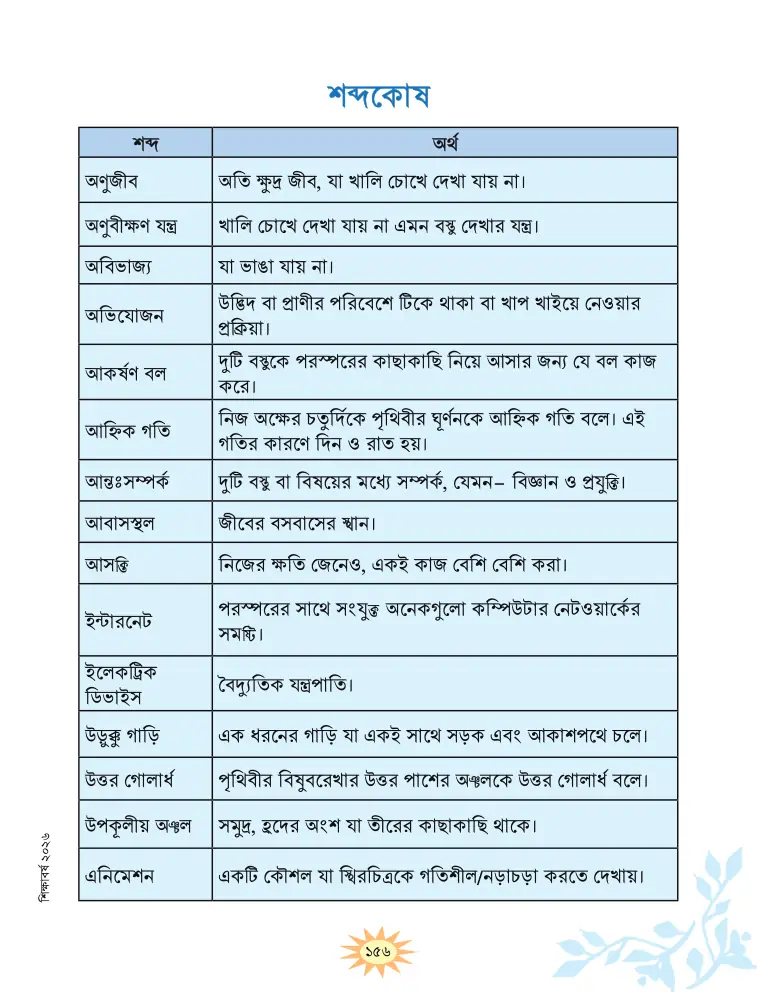 শব্দকোষ
শব্দ অর্থ
অণুজীব অতি ক্ষুদ্র জীব, যা খালি চোখে দেখা যায় না।
অণুবীক্ষণ যন্ত্র খালি চোখে দেখা যায় না এমন বস্তু দেখার যন্ত্র।
অবিভাজ্য যা ভাঙা যায় না।
অভিযোজন উদ্ভিদ বা প্রাণীর পরিবেশে টিকে থাকা বা খাপ খাইয়ে নেওয়ার
প্রক্রিয়া।
আকর্ষণ বল দুটি বস্তুকে পরস্পরের কাছাকাছি নিয়ে আসার জন্য যে বল কাজ
করে।
আহ্নিক গতি নিজ অক্ষের চতুর্দিকে পৃথিবীর ঘূর্ণনকে আহ্নিক গতি বলে। এই
গতির কারণে দিন ও রাত হয়।
আন্তঃসম্পর্ক দুটি বস্তু বা বিষয়ের মধ্যে সম্পর্ক, যেমন– বিজ্ঞান ও প্রযুক্তি।
আবাসস্থল জীবের বসবাসের স্থান।
আসক্তি নিজের ক্ষতি জেনেও, একই কাজ বেশি বেশি করা।
ইন্টারনেট পরস্পরের সাথে সংযুক্ত অনেকগুলো কম্পিউটার নেটওয়ার্কের
সমষ্টি।
ইলেকট্রিক
ডিভাইস বৈদ্যুতিক যন্ত্রপাতি।
উড়ুক্কু গাড়ি এক ধরনের গাড়ি যা একই সাথে সড়ক এবং আকাশপথে চলে।
উত্তর গোলার্ধ পৃথিবীর বিষুবরেখার উত্তর পাশের অঞ্চলকে উত্তর গোলার্ধ বলে।
উপকূলীয় অঞ্চল সমুদ্র, হ্রদের অংশ যা তীরের কাছাকাছি থাকে।
এনিমেশন একটি কৌশল যা স্থিরচিত্রকে গতিশীল/নড়াচড়া করতে দেখায়।
শিক্ষাবর্ষ ২০২৬
১৫৬